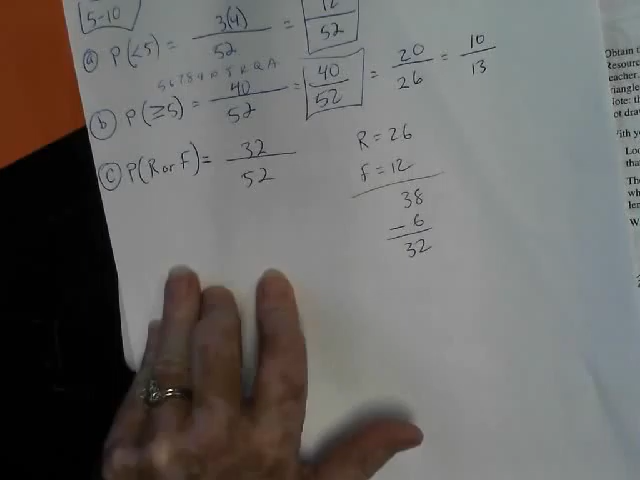 5-10
ⓐ P(<5) = 3(4)/52 = 12/52
5 6 7 8 9 10 J K Q A
ⓑ P(≥5) = 40/52 = 40/52 = 20/26 = 10/13
ⓒ P(R or F) = 32/52
R = 26
F = 12
38
- 6
32
Obtain